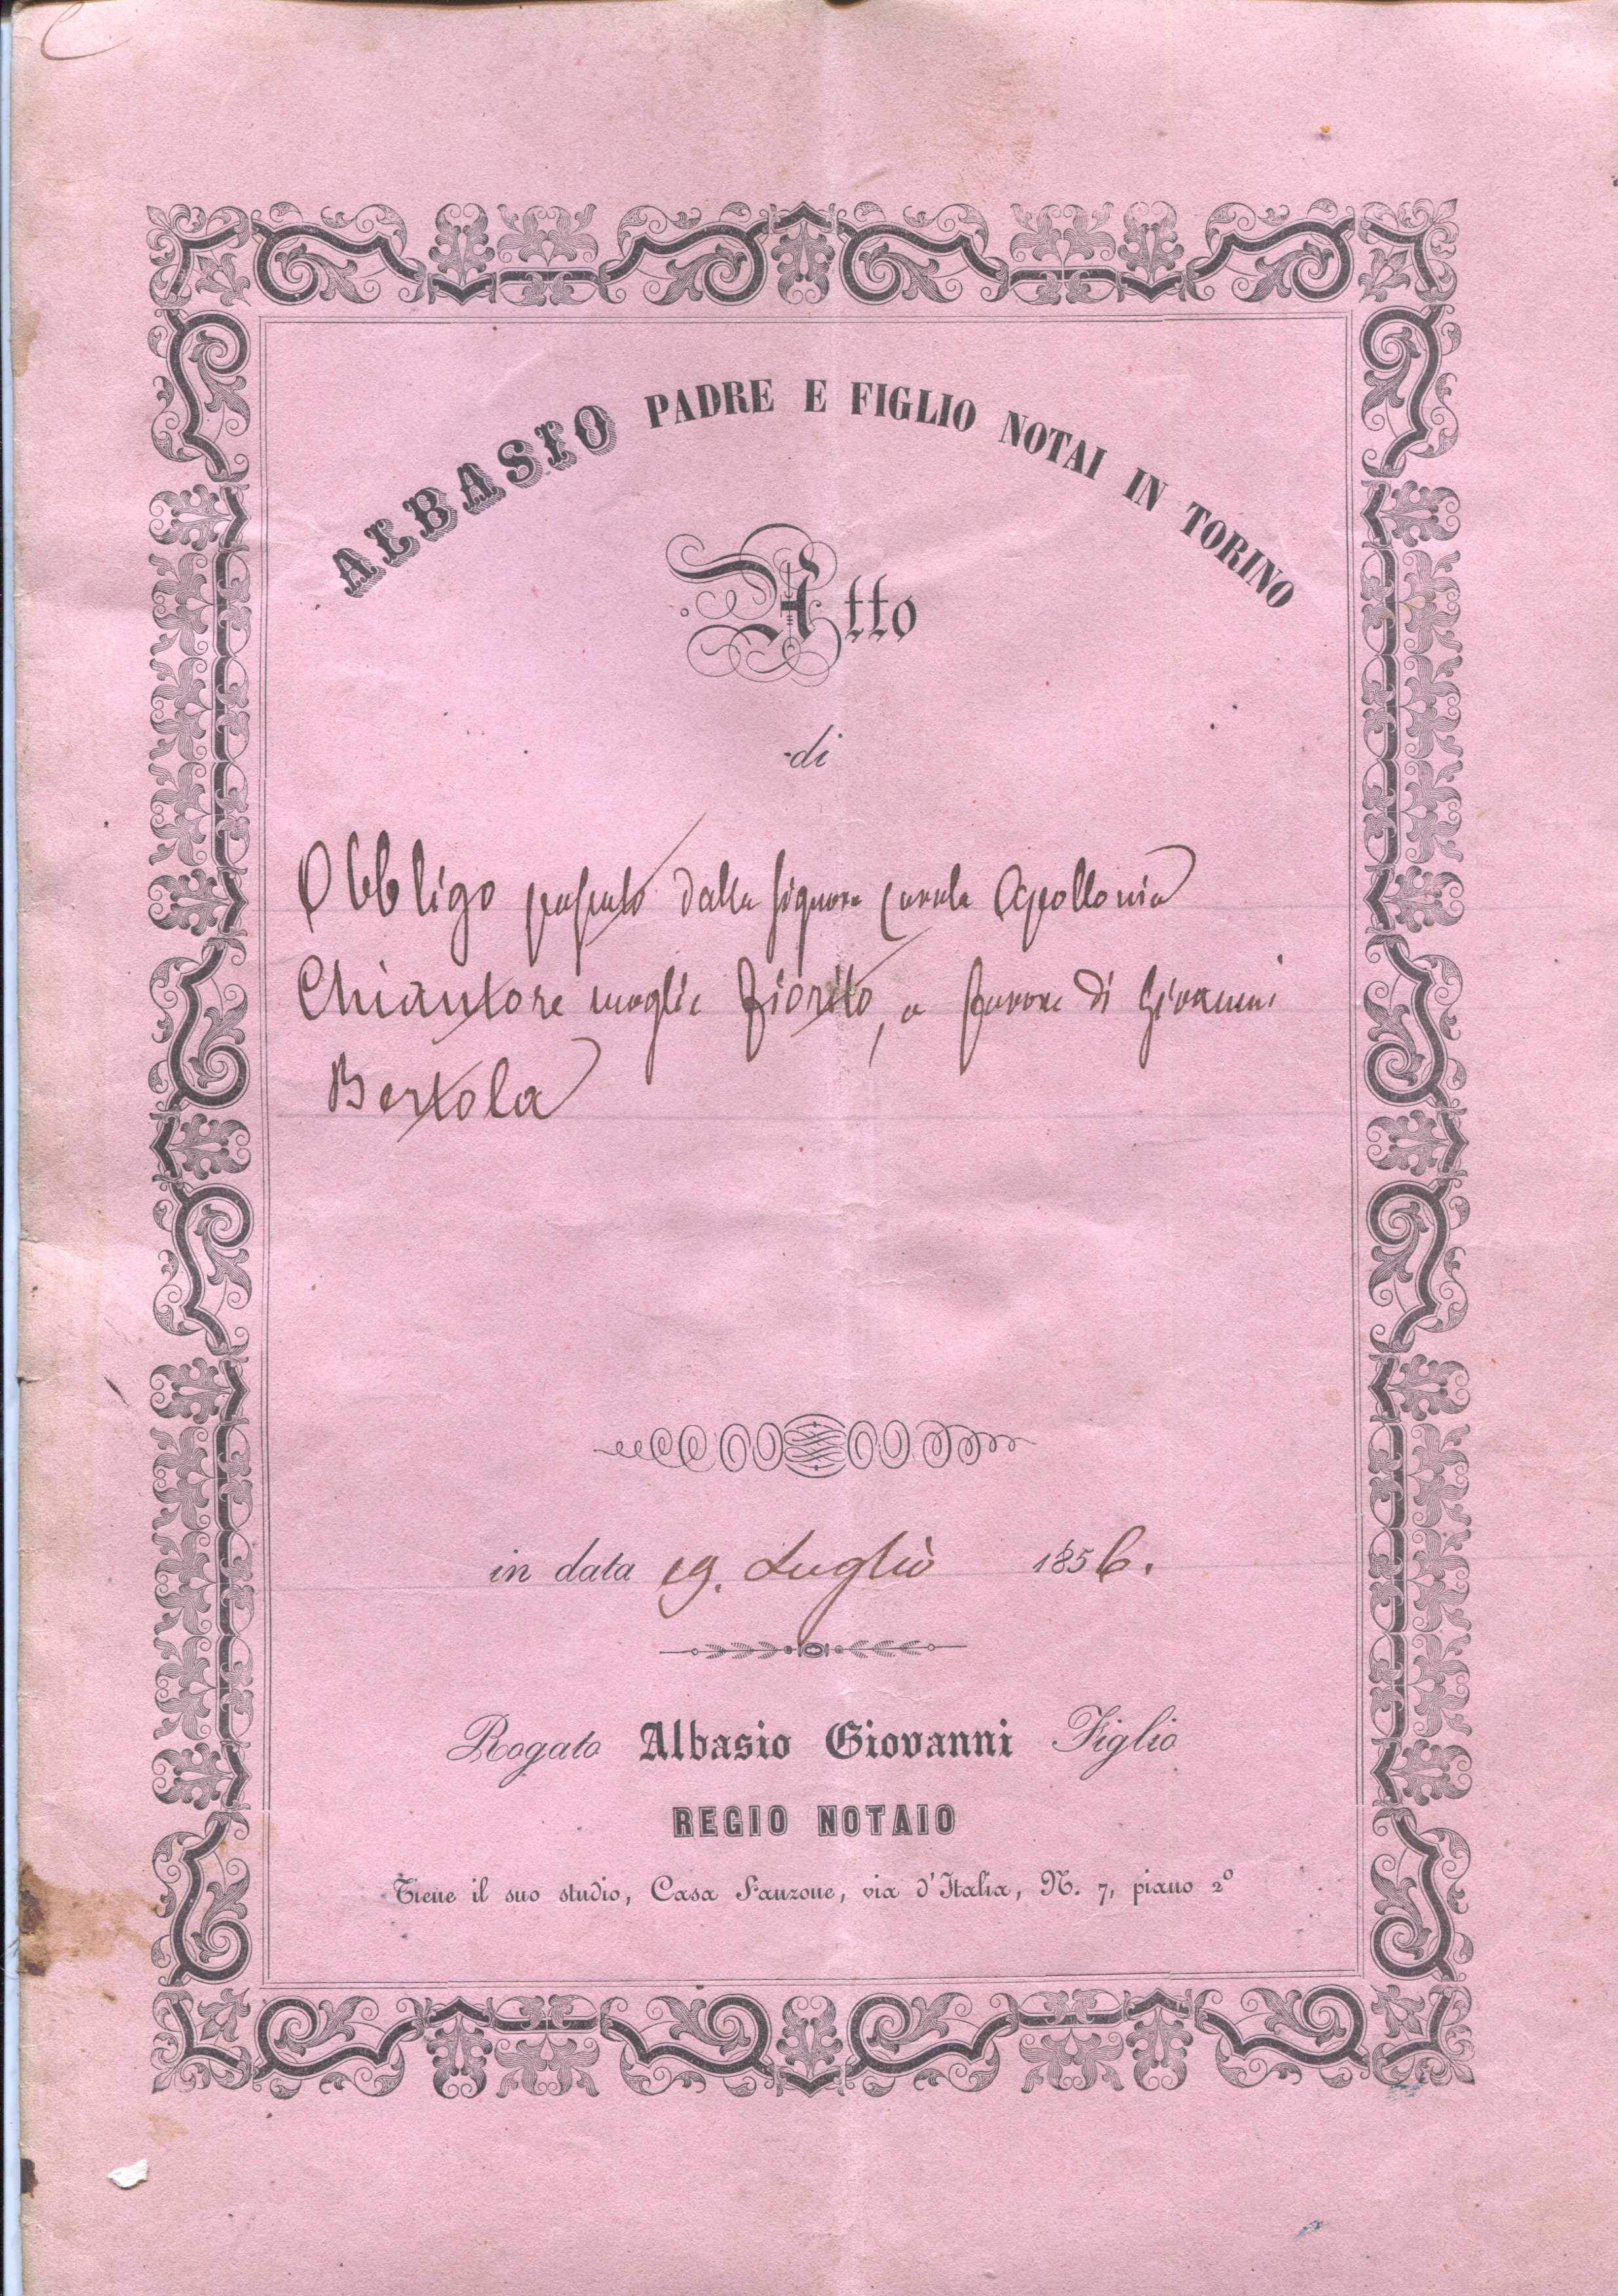 ALBASIO PADRE E FIGLIO NOTAI IN TORINO
Atto
di
Obbligo passato dalla signora Carola Apollonia
Chiantore moglie Fiorito, a favore di Giovanni
Bertola
in data 19. Luglio 1856.
Rogato Albasio Giovanni Figlio
REGIO NOTAIO
Tiene il suo studio, Casa Fanzone, via d'Italia, N. 7, piano 2º